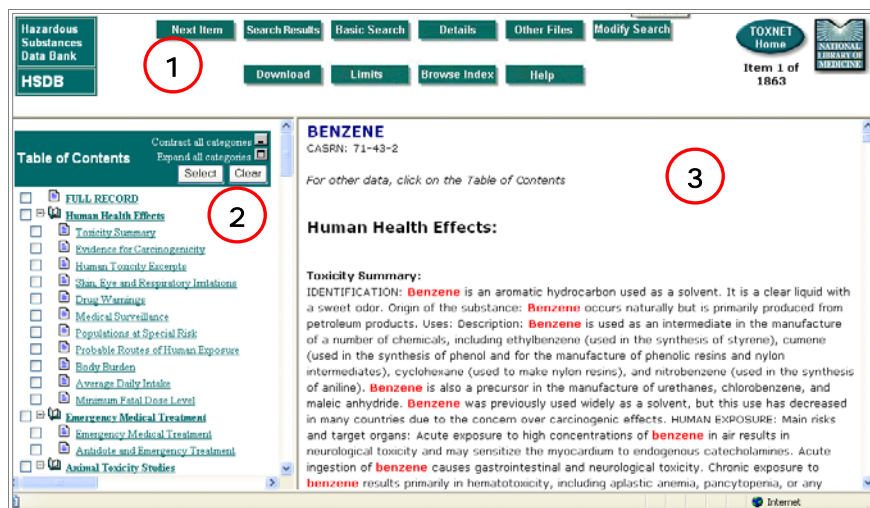 Hazardous
Substances
Data Bank
HSDB
Next Item
Search Results
Basic Search
Details
Other Files
Modify Search
Download
Limits
Browse Index
Help
TOXNET
Home
NATIONAL
LIBRARY OF
MEDICINE
Item 1 of
1863
1
Table of Contents
Contract all categories
Expand all categories
Select
Clear
2
FULL RECORD
Human Health Effects
Toxicity Summary
Evidence for Carcinogenicity
Human Toxicity Excerpts
Skin, Eye and Respiratory Irritations
Drug Warnings
Medical Surveillance
Populations at Special Risk
Probable Routes of Human Exposure
Body Burden
Average Daily Intake
Minimum Fatal Dose Level
Emergency Medical Treatment
Emergency Medical Treatment
Antidote and Emergency Treatment
Animal Toxicity Studies
BENZENE
CASRN: 71-43-2
3
For other data, click on the Table of Contents
Human Health Effects:
Toxicity Summary:
IDENTIFICATION: Benzene is an aromatic hydrocarbon used as a solvent. It is a clear liquid with
a sweet odor. Origin of the substance: Benzene occurs naturally but is primarily produced from
petroleum products. Uses: Description: Benzene is used as an intermediate in the manufacture
of a number of chemicals, including ethylbenzene (used in the synthesis of styrene), cumene
(used in the synthesis of phenol and for the manufacture of phenolic resins and nylon
intermediates), cyclohexane (used to make nylon resins), and nitrobenzene (used in the synthesis
of aniline). Benzene is also a precursor in the manufacture of urethanes, chlorobenzene, and
maleic anhydride. Benzene was previously used widely as a solvent, but this use has decreased
in many countries due to the concern over carcinogenic effects. HUMAN EXPOSURE: Main risks
and target organs: Acute exposure to high concentrations of benzene in air results in
neurological toxicity and may sensitize the myocardium to endogenous catecholamines. Acute
ingestion of benzene causes gastrointestinal and neurological toxicity. Chronic exposure to
benzene results primarily in hematotoxicity, including aplastic anemia, pancytopenia, or any
Internet